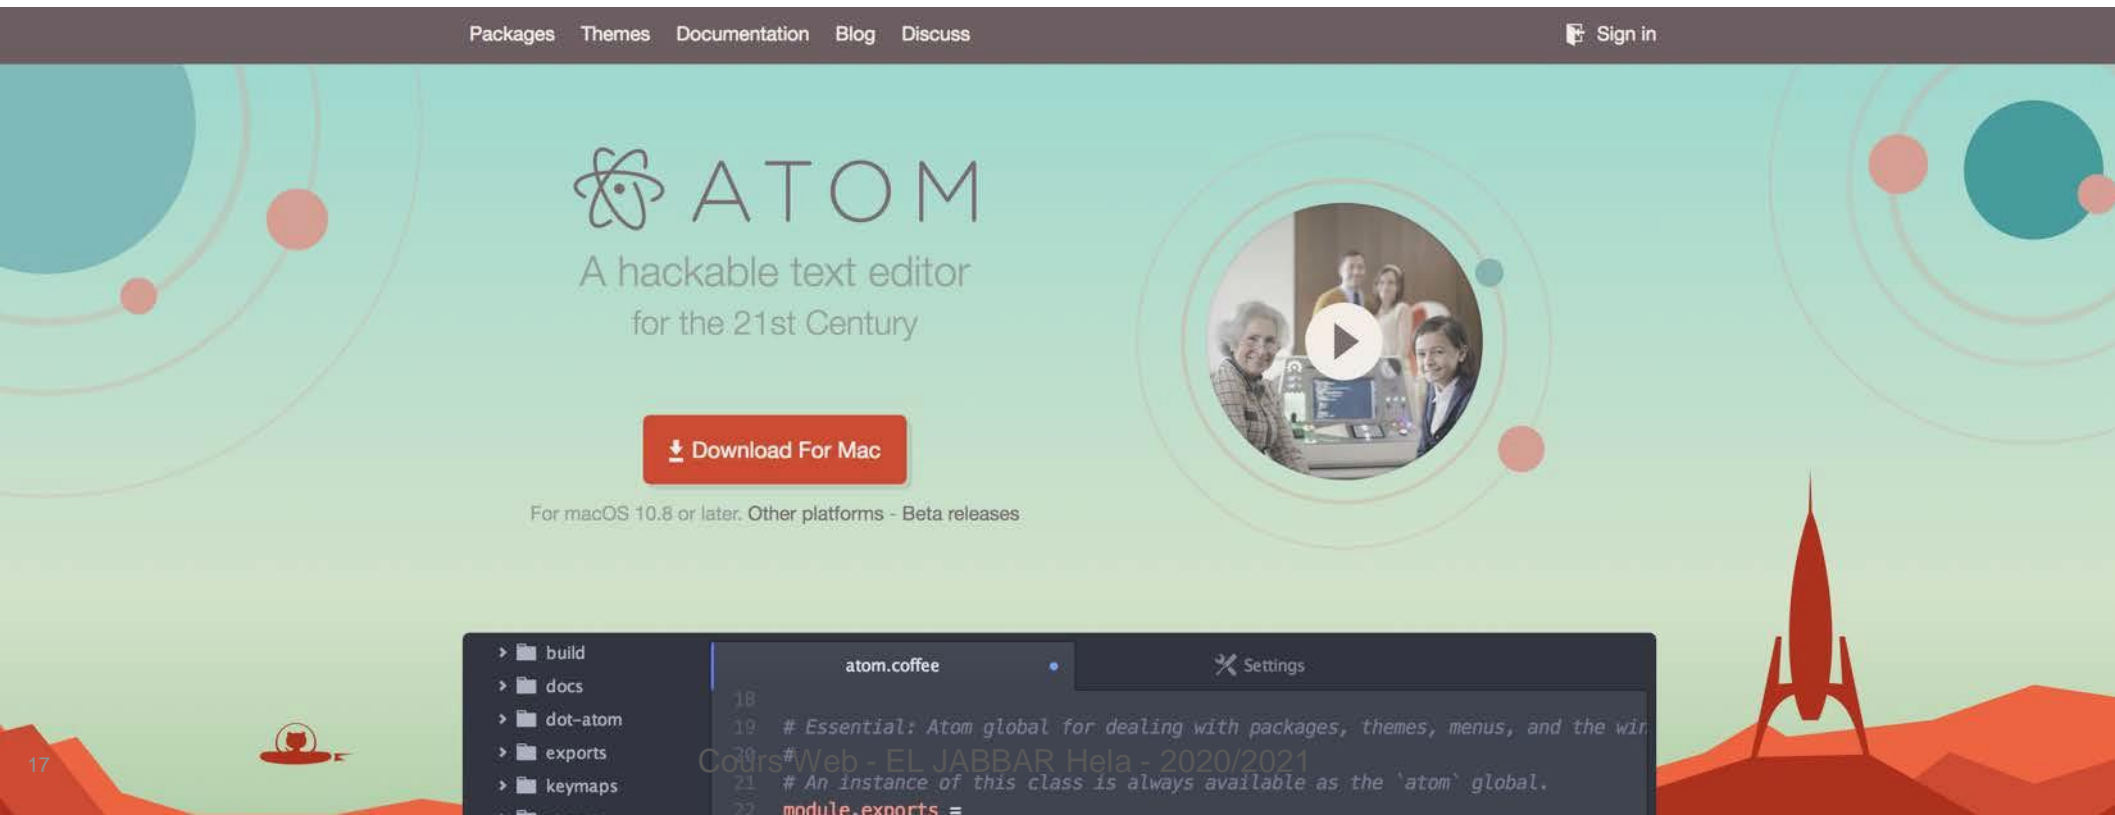 Packages Themes Documentation Blog Discuss Sign in
ATOM
A hackable text editor
for the 21st Century
Download For Mac
For macOS 10.8 or later. Other platforms - Beta releases
build
docs
dot-atom
exports
keymaps
atom.coffee Settings
18
19 # Essential: Atom global for dealing with packages, themes, menus, and the win
20 #
21 # An instance of this class is always available as the `atom` global.
22 module.exports =
17
Cours Web - EL JABBAR Hela - 2020/2021